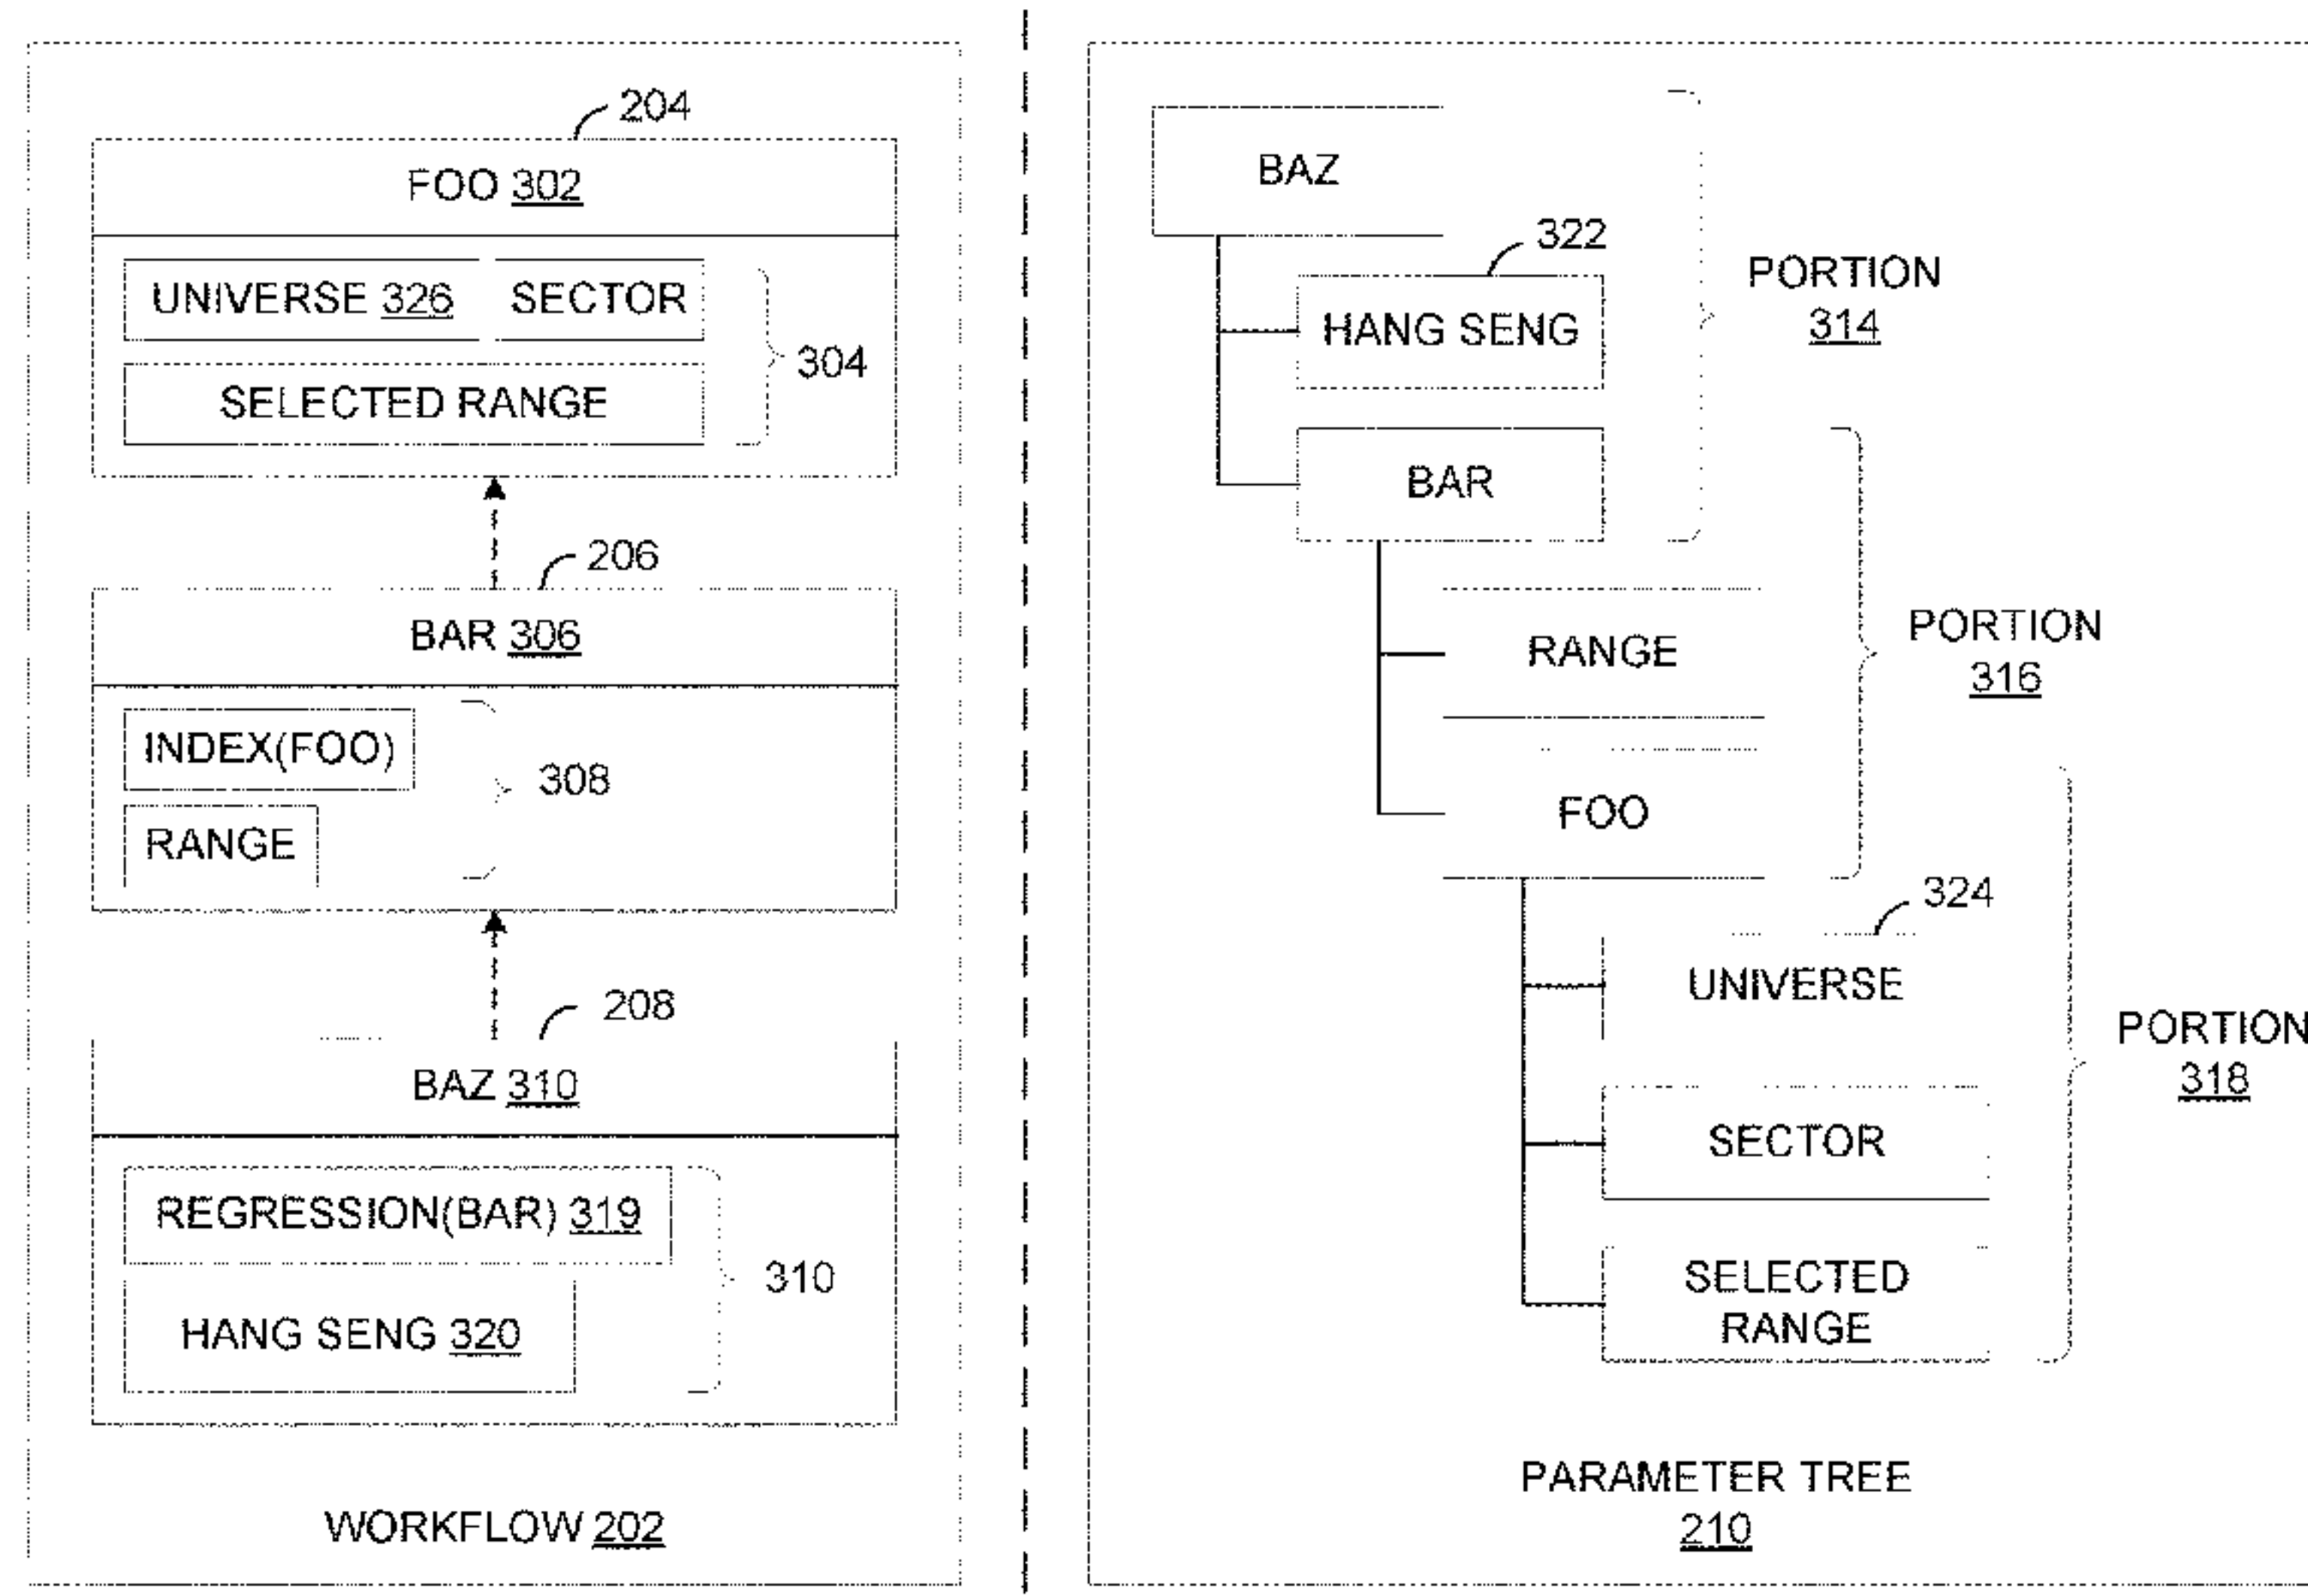 204
FOO 302
UNIVERSE 326 SECTOR
SELECTED RANGE
304
206
BAR 306
INDEX(FOO)
RANGE
308
208
BAZ 310
REGRESSION(BAR) 319
HANG SENG 320
310
WORKFLOW 202
BAZ
322
HANG SENG
BAR
PORTION
314
RANGE
FOO
PORTION
316
324
UNIVERSE
SECTOR
SELECTED
RANGE
PORTION
318
PARAMETER TREE
210